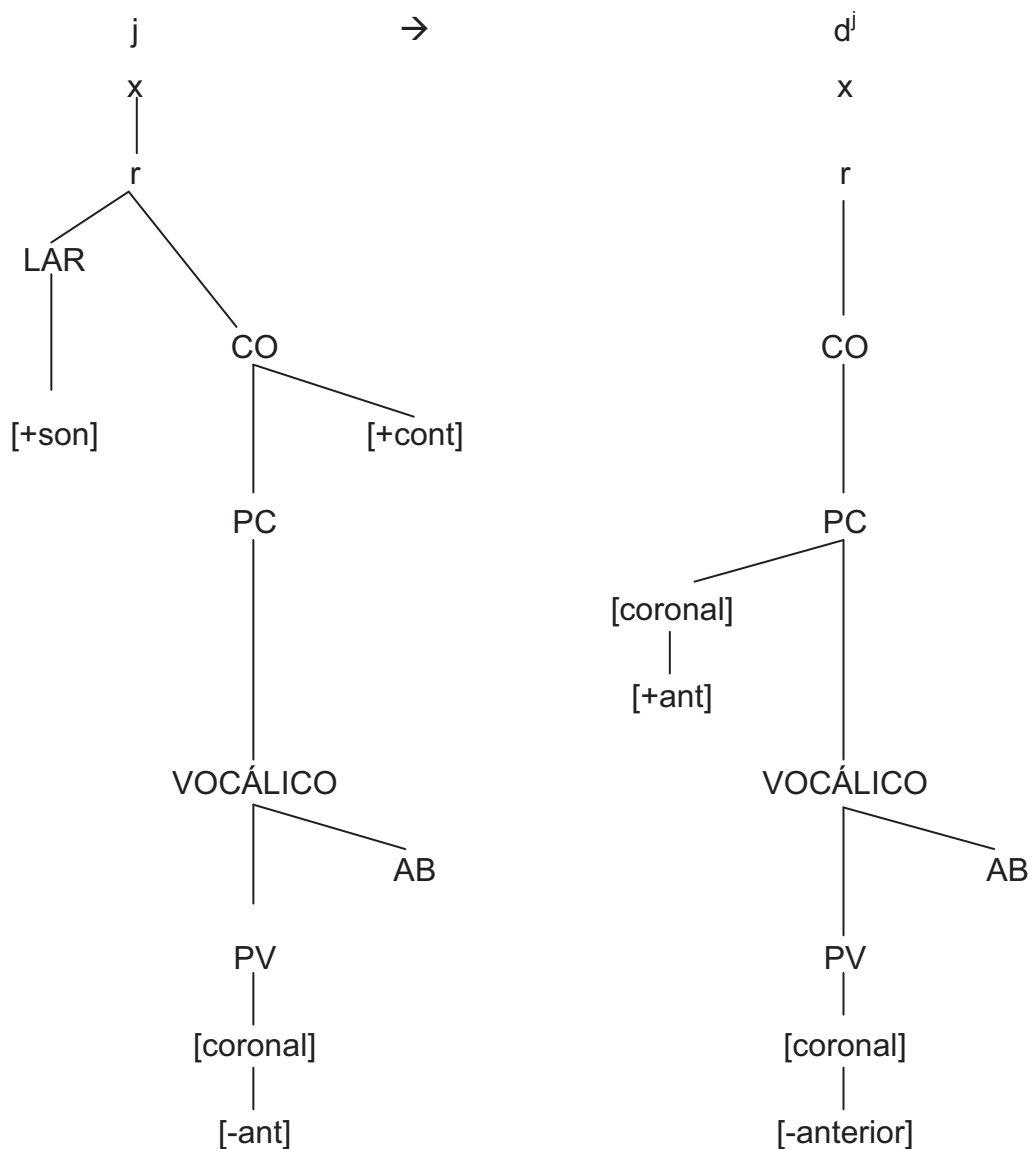 j → dʲ
x x
r r
LAR
CO CO
[+son] [+cont]
PC PC
[coronal]
[+ant]
VOCÁLICO VOCÁLICO
AB AB
PV PV
[coronal] [coronal]
[-ant] [-anterior]